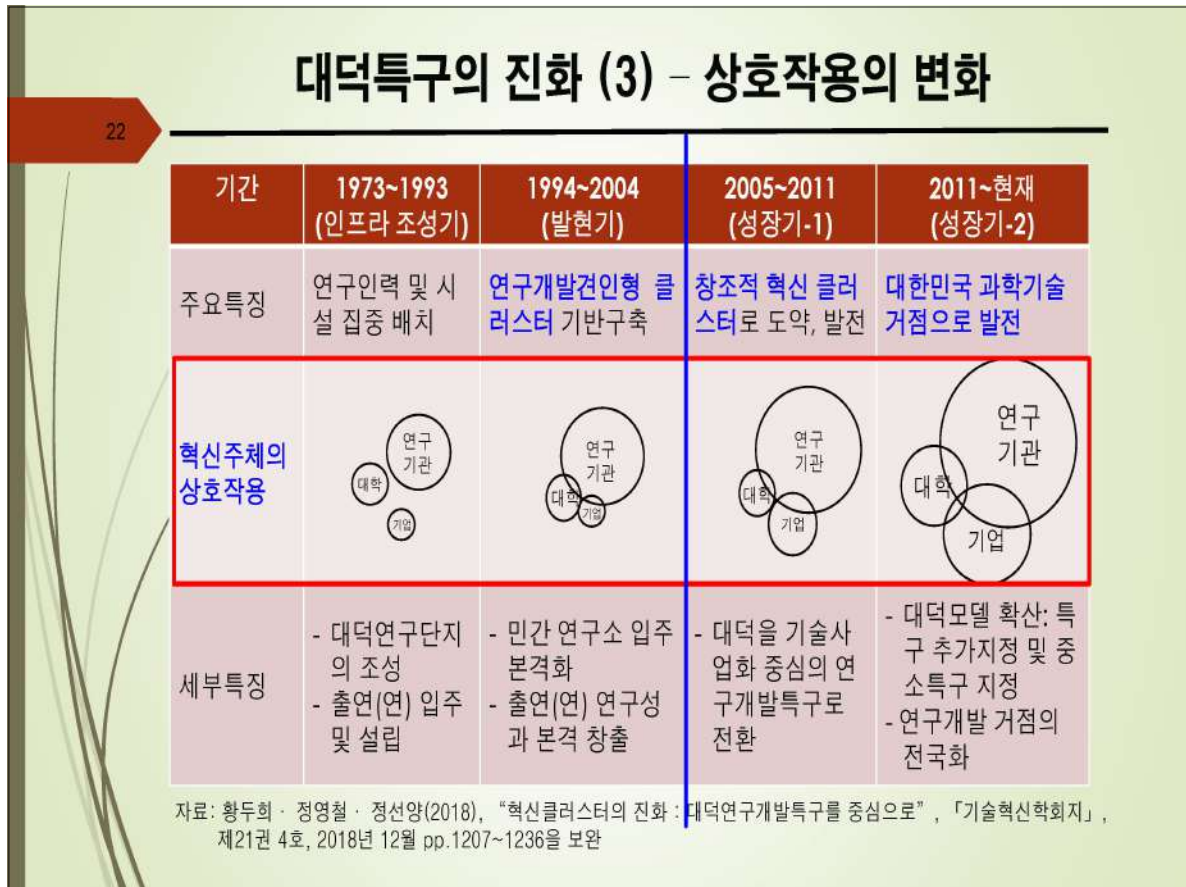 대덕특구의 진화 (3) – 상호작용의 변화
22
기간
1973~1993
(인프라 조성기)
1994~2004
(발현기)
2005~2011
(성장기-1)
2011~현재
(성장기-2)
주요특징
연구인력 및 시
설 집중 배치
연구개발견인형 클
러스터 기반구축
창조적 혁신 클러
스터로 도약, 발전
대한민국 과학기술
거점으로 발전
혁신주체의
상호작용
연구
기관
대학
기업
연구
기관
대학
기업
연구
기관
대학
기업
연구
기관
대학
기업
세부특징
- 대덕연구단지
의 조성
- 출연(연) 입주
및 설립
- 민간 연구소 입주
본격화
- 출연(연) 연구성
과 본격 창출
- 대덕을 기술사
업화 중심의 연
구개발특구로
전환
- 대덕모델 확산: 특
구 추가지정 및 중
소특구 지정
- 연구개발 거점의
전국화
자료: 황두희 · 정영철 · 정선양(2018), “혁신클러스터의 진화 : 대덕연구개발특구를 중심으로” , 「기술혁신학회지」,
제21권 4호, 2018년 12월 pp.1207~1236을 보완